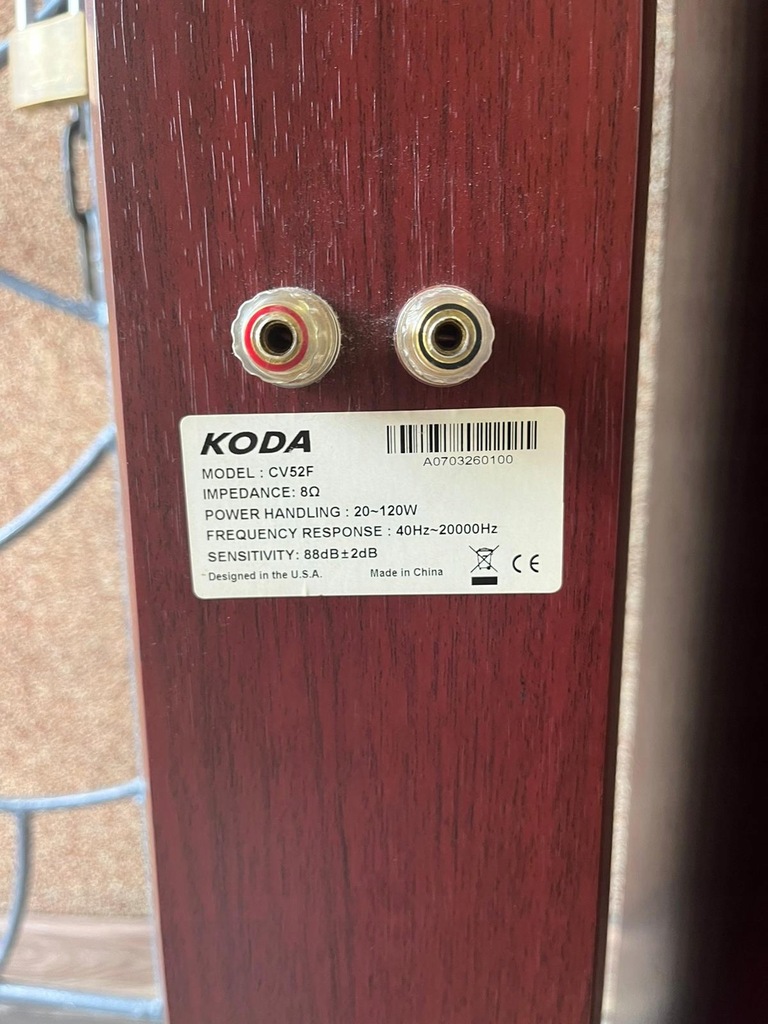 KODA
A0703260100
MODEL : CV52F
IMPEDANCE: 8Ω
POWER HANDLING : 20~120W
FREQUENCY RESPONSE : 40Hz~20000Hz
SENSITIVITY: 88dB±2dB
Designed in the U.S.A. Made in China CE